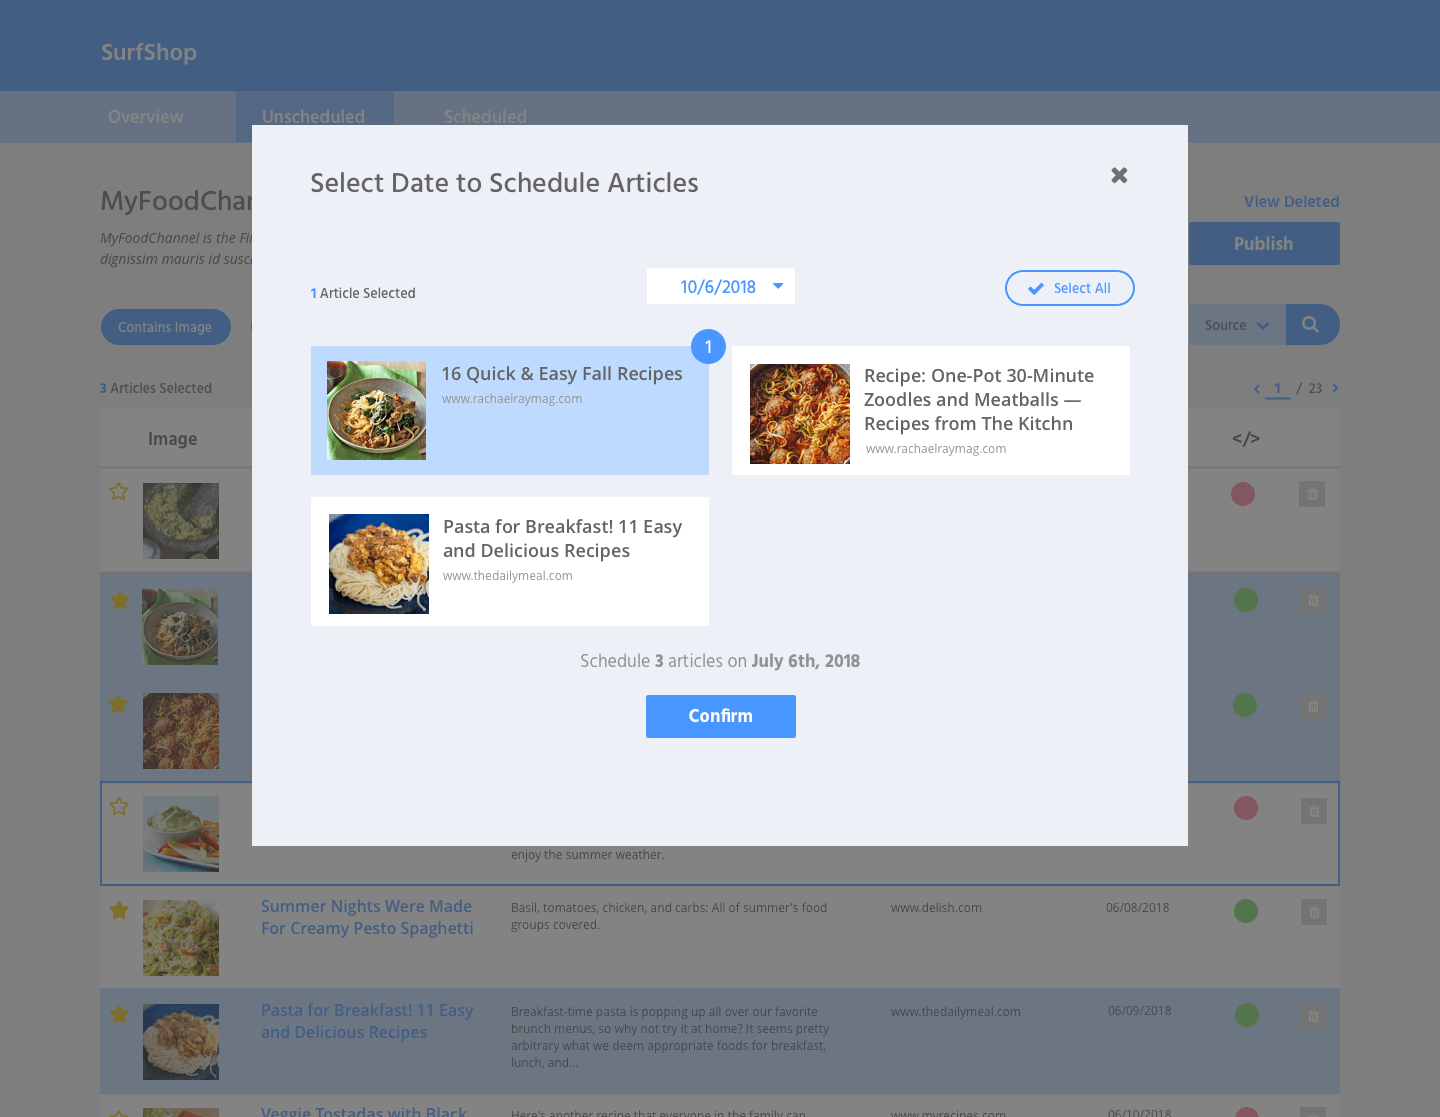 SurfShop
Overview
Unscheduled
Scheduled
MyFoodChan
View Deleted
MyFoodChannel is the Fi
dignissim mauris id susc
Publish
Contains Image
Source
3 Articles Selected
1 / 23
Image
</>
Select Date to Schedule Articles
1 Article Selected
10/6/2018
Select All
1
16 Quick & Easy Fall Recipes
www.rachaelraymag.com
Recipe: One-Pot 30-Minute
Zoodles and Meatballs —
Recipes from The Kitchn
www.rachaelraymag.com
Pasta for Breakfast! 11 Easy
and Delicious Recipes
www.thedailymeal.com
Schedule 3 articles on July 6th, 2018
Confirm
enjoy the summer weather.
Summer Nights Were Made
For Creamy Pesto Spaghetti
Basil, tomatoes, chicken, and carbs: All of summer's food
groups covered.
www.delish.com
06/08/2018
Pasta for Breakfast! 11 Easy
and Delicious Recipes
Breakfast-time pasta is popping up all over our favorite
brunch menus, so why not try it at home? It seems pretty
arbitrary what we deem appropriate foods for breakfast,
lunch, and...
www.thedailymeal.com
06/09/2018
Veggie Tostadas with Black
Here's another recipe that everyone in the family can
www.myrecipes.com
06/10/2018